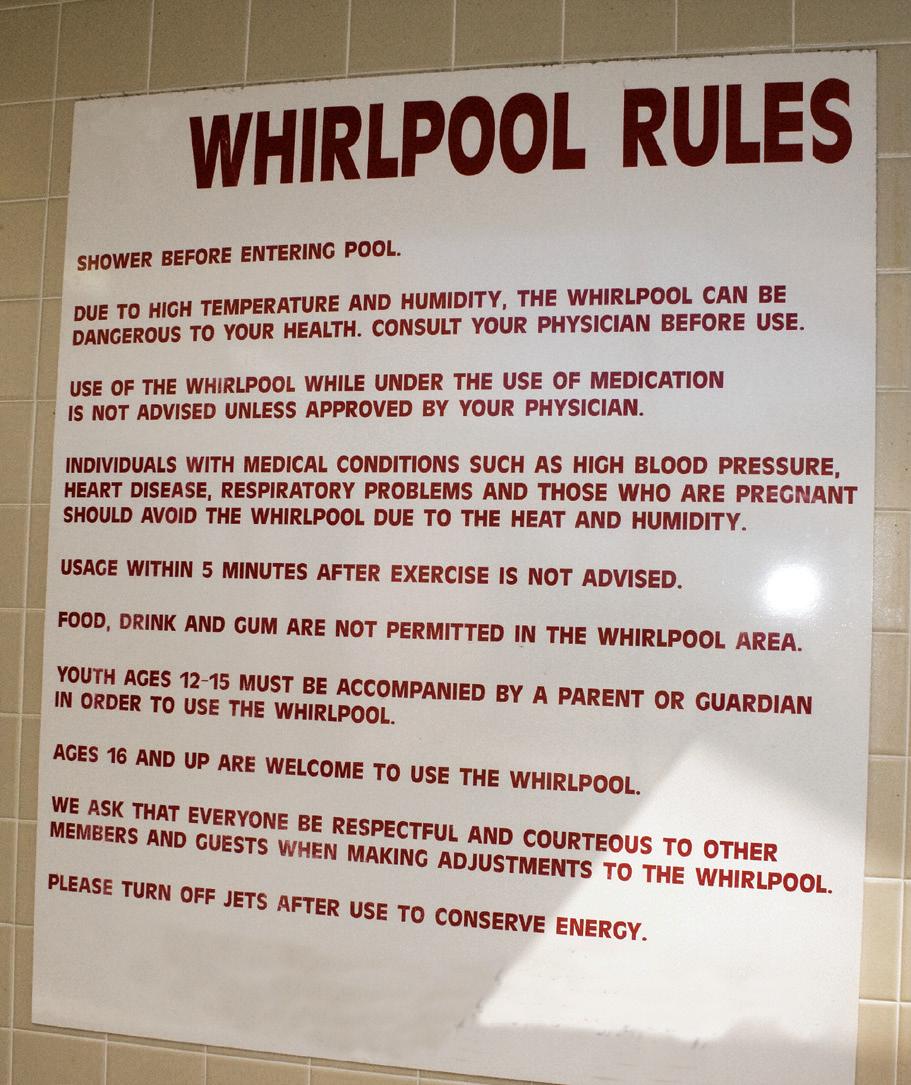 WHIRLPOOL RULES
SHOWER BEFORE ENTERING POOL.
DUE TO HIGH TEMPERATURE AND HUMIDITY, THE WHIRLPOOL CAN BE
DANGEROUS TO YOUR HEALTH. CONSULT YOUR PHYSICIAN BEFORE USE.
USE OF THE WHIRLPOOL WHILE UNDER THE USE OF MEDICATION
IS NOT ADVISED UNLESS APPROVED BY YOUR PHYSICIAN.
INDIVIDUALS WITH MEDICAL CONDITIONS SUCH AS HIGH BLOOD PRESSURE,
HEART DISEASE, RESPIRATORY PROBLEMS AND THOSE WHO ARE PREGNANT
SHOULD AVOID THE WHIRLPOOL DUE TO THE HEAT AND HUMIDITY.
USAGE WITHIN 5 MINUTES AFTER EXERCISE IS NOT ADVISED.
FOOD, DRINK AND GUM ARE NOT PERMITTED IN THE WHIRLPOOL AREA.
YOUTH AGES 12-15 MUST BE ACCOMPANIED BY A PARENT OR GUARDIAN
IN ORDER TO USE THE WHIRLPOOL.
AGES 16 AND UP ARE WELCOME TO USE THE WHIRLPOOL.
WE ASK THAT EVERYONE BE RESPECTFUL AND COURTEOUS TO OTHER
MEMBERS AND GUESTS WHEN MAKING ADJUSTMENTS TO THE WHIRLPOOL.
PLEASE TURN OFF JETS AFTER USE TO CONSERVE ENERGY.